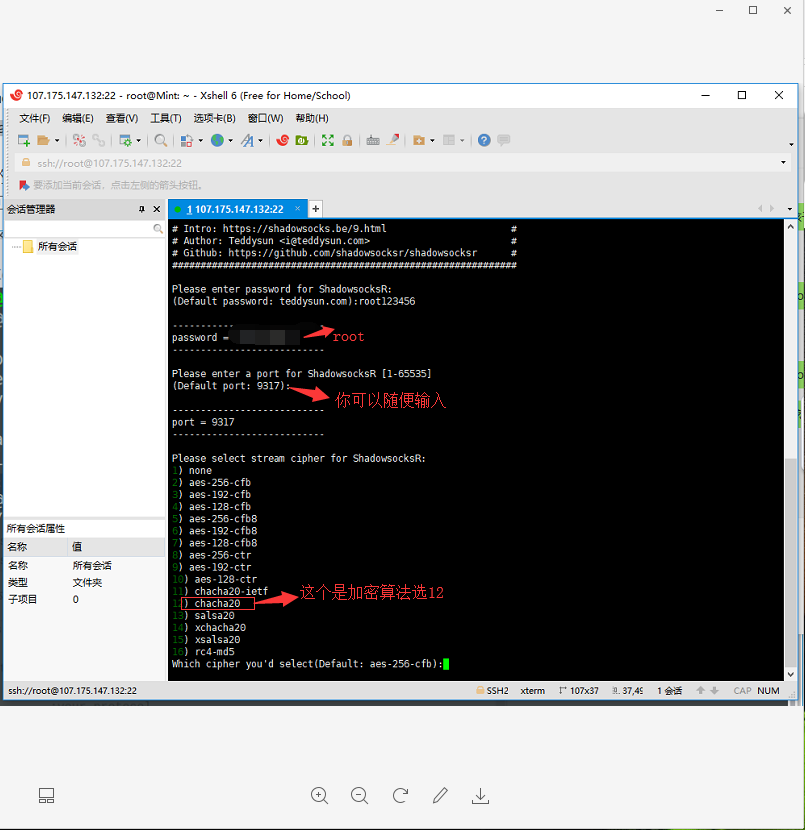 107.175.147.132:22 - root@Mint: ~ - Xshell 6 (Free for Home/School)
文件(F) 编辑(E) 查看(V) 工具(T) 选项卡(B) 窗口(W) 帮助(H)
ssh://root@107.175.147.132:22
要添加当前会话，点击左侧的箭头按钮。
会话管理器
1 107.175.147.132:22
所有会话
# Intro: https://shadowsocks.be/9.html #
# Author: Teddysun <i@teddysun.com> #
# Github: https://github.com/shadowsocksr/shadowsocksr #
############################################################
Please enter password for ShadowsocksR:
(Default password: teddysun.com):root123456
---------------------------
password =
root
---------------------------
Please enter a port for ShadowsocksR [1-65535]
(Default port: 9317):
你可以随便输入
---------------------------
port = 9317
---------------------------
Please select stream cipher for ShadowsocksR:
1) none
2) aes-256-cfb
3) aes-192-cfb
4) aes-128-cfb
5) aes-256-cfb8
6) aes-192-cfb8
7) aes-128-cfb8
8) aes-256-ctr
9) aes-192-ctr
10) aes-128-ctr
11) chacha20-ietf
12) chacha20
这个是加密算法选12
13) salsa20
14) xchacha20
15) xsalsa20
16) rc4-md5
Which cipher you'd select(Default: aes-256-cfb):
所有会话属性
名称 值
名称 所有会话
类型 文件夹
子项目 0
ssh://root@107.175.147.132:22
SSH2 xterm 107x37 37,49 1 会话 CAP NUM